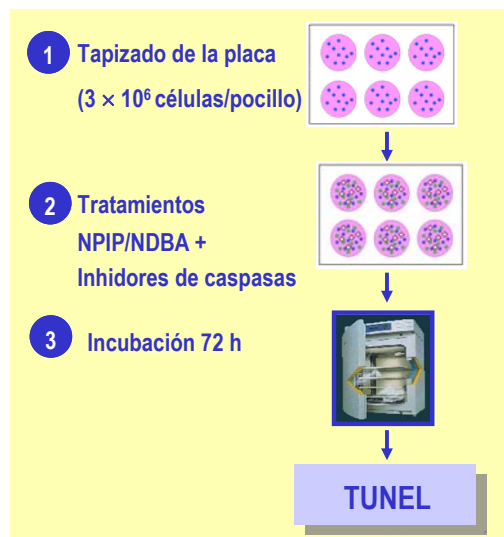 1 Tapizado de la placa
(3 × 10⁶ células/pocillo)
2 Tratamientos
NPIP/NDBA +
Inhidores de caspasas
3 Incubación 72 h
TUNEL